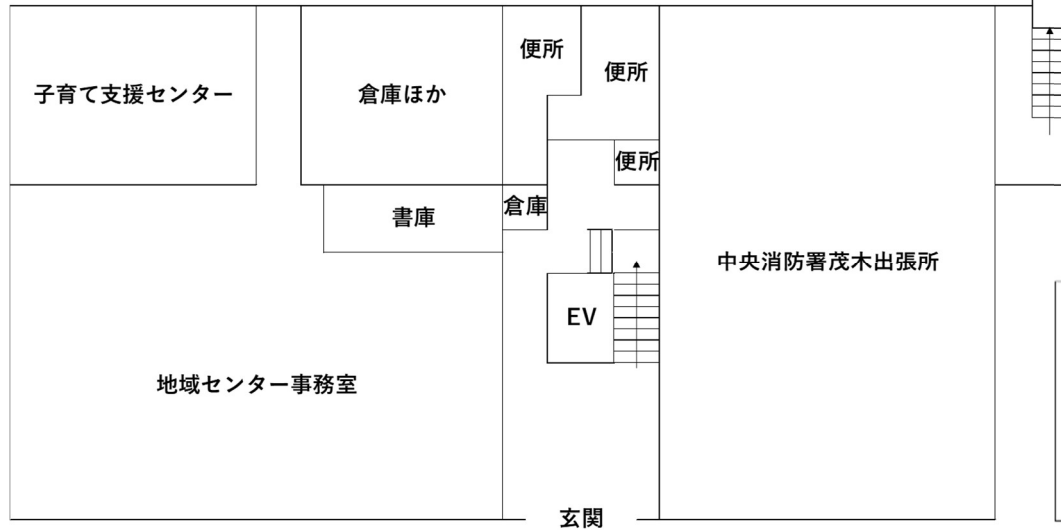 便所
便所
子育て支援センター
倉庫ほか
便所
倉庫
書庫
中央消防署茂木出張所
EV
地域センター事務室
玄関